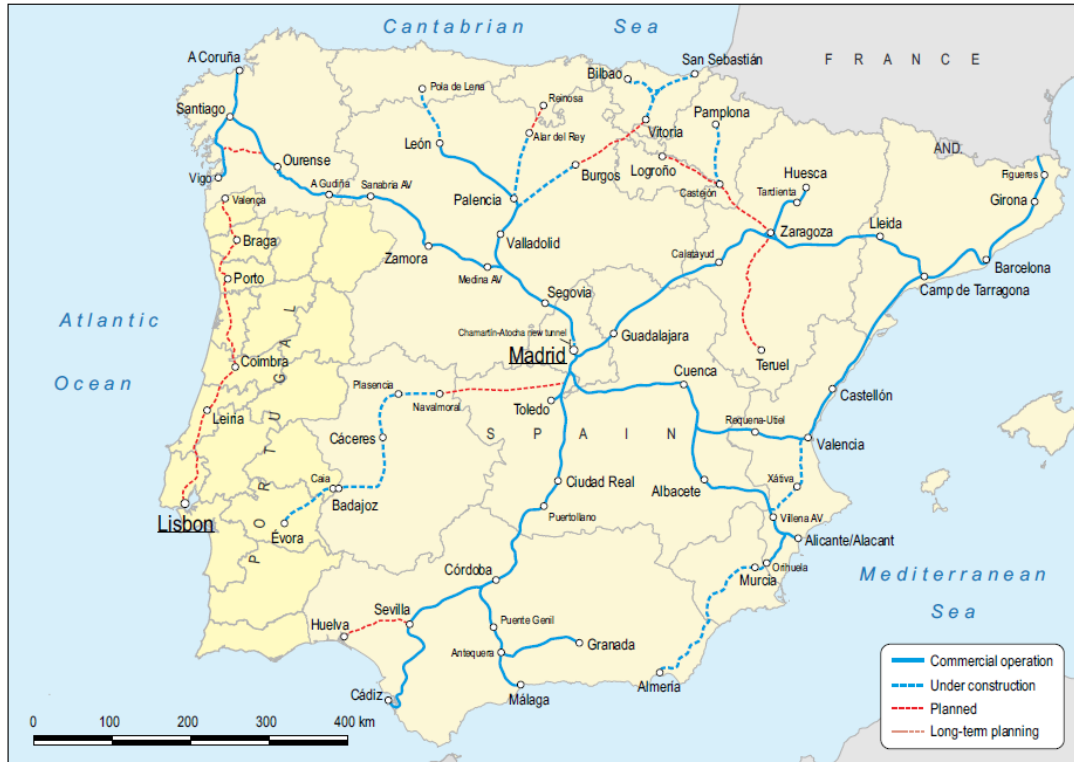 Cantabrian Sea
A Coruña
San Sebastián
Bilbao
FRANCE
Pola de Lena
Reinosa
Santiago
Vitoria
Pamplona
León
Alar del Rey
AND.
Ourense
Burgos
Logroño
Huesca
Figueres
Vigo
A Gudiña
Sanabria AV
Castejón
Tardienta
Girona
Valença
Palencia
Braga
Valladolid
Zaragoza
Lleida
Zamora
Calatayud
Barcelona
Porto
Medina AV
Camp de Tarragona
Segovia
Atlantic
Ocean
Chamartín-Atocha new tunnel
Guadalajara
Madrid
Coimbra
Teruel
Plasencia
Cuenca
Navalmoral
Toledo
Castellón
Leiria
PORTUGAL
SPAIN
Requena-Utiel
Valencia
Cáceres
Caia
Ciudad Real
Albacete
Xátiva
Badajoz
Lisbon
Puertollano
Villena AV
Évora
Alicante/Alacant
Orihuela
Murcia
Mediterranean
Sea
Córdoba
Sevilla
Huelva
Puente Genil
Granada
Antequera
Almería
Cádiz
Málaga
Commercial operation
Under construction
Planned
Long-term planning
0 100 200 300 400 km